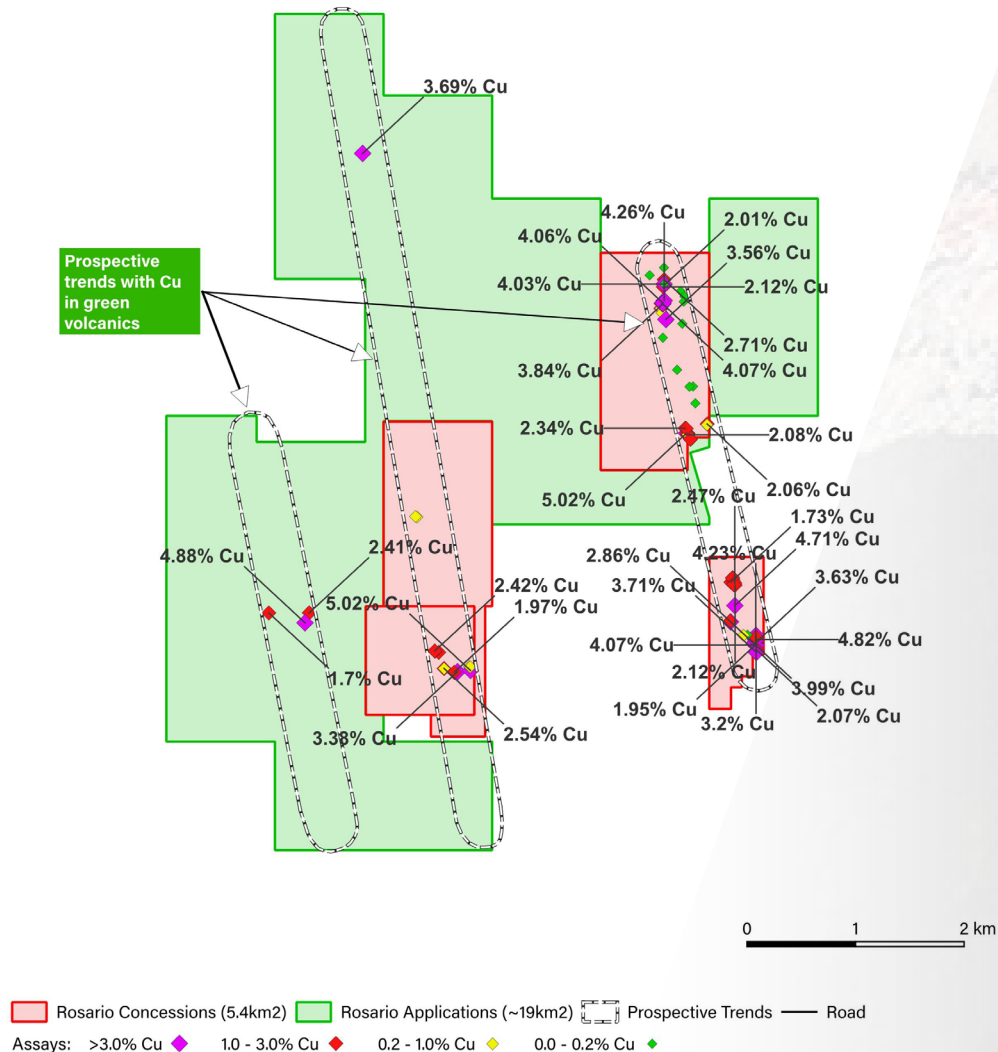 3.69% Cu
4.26% Cu
2.01% Cu
4.06% Cu
3.56% Cu
Prospective
trends with Cu
in green
volcanics
4.03% Cu
2.12% Cu
2.71% Cu
3.84% Cu
4.07% Cu
2.34% Cu
2.08% Cu
5.02% Cu
2.47% Cu
2.06% Cu
1.73% Cu
4.88% Cu
2.41% Cu
2.86% Cu
4.23% Cu
4.71% Cu
5.02% Cu
2.42% Cu
3.71% Cu
3.63% Cu
1.97% Cu
4.07% Cu
4.82% Cu
1.7% Cu
2.12% Cu
3.99% Cu
1.95% Cu
2.07% Cu
3.38% Cu
2.54% Cu
3.2% Cu
0 1 2 km
Rosario Concessions (5.4km2) Rosario Applications (~19km2) Prospective Trends Road
Assays: >3.0% Cu 1.0 - 3.0% Cu 0.2 - 1.0% Cu 0.0 - 0.2% Cu